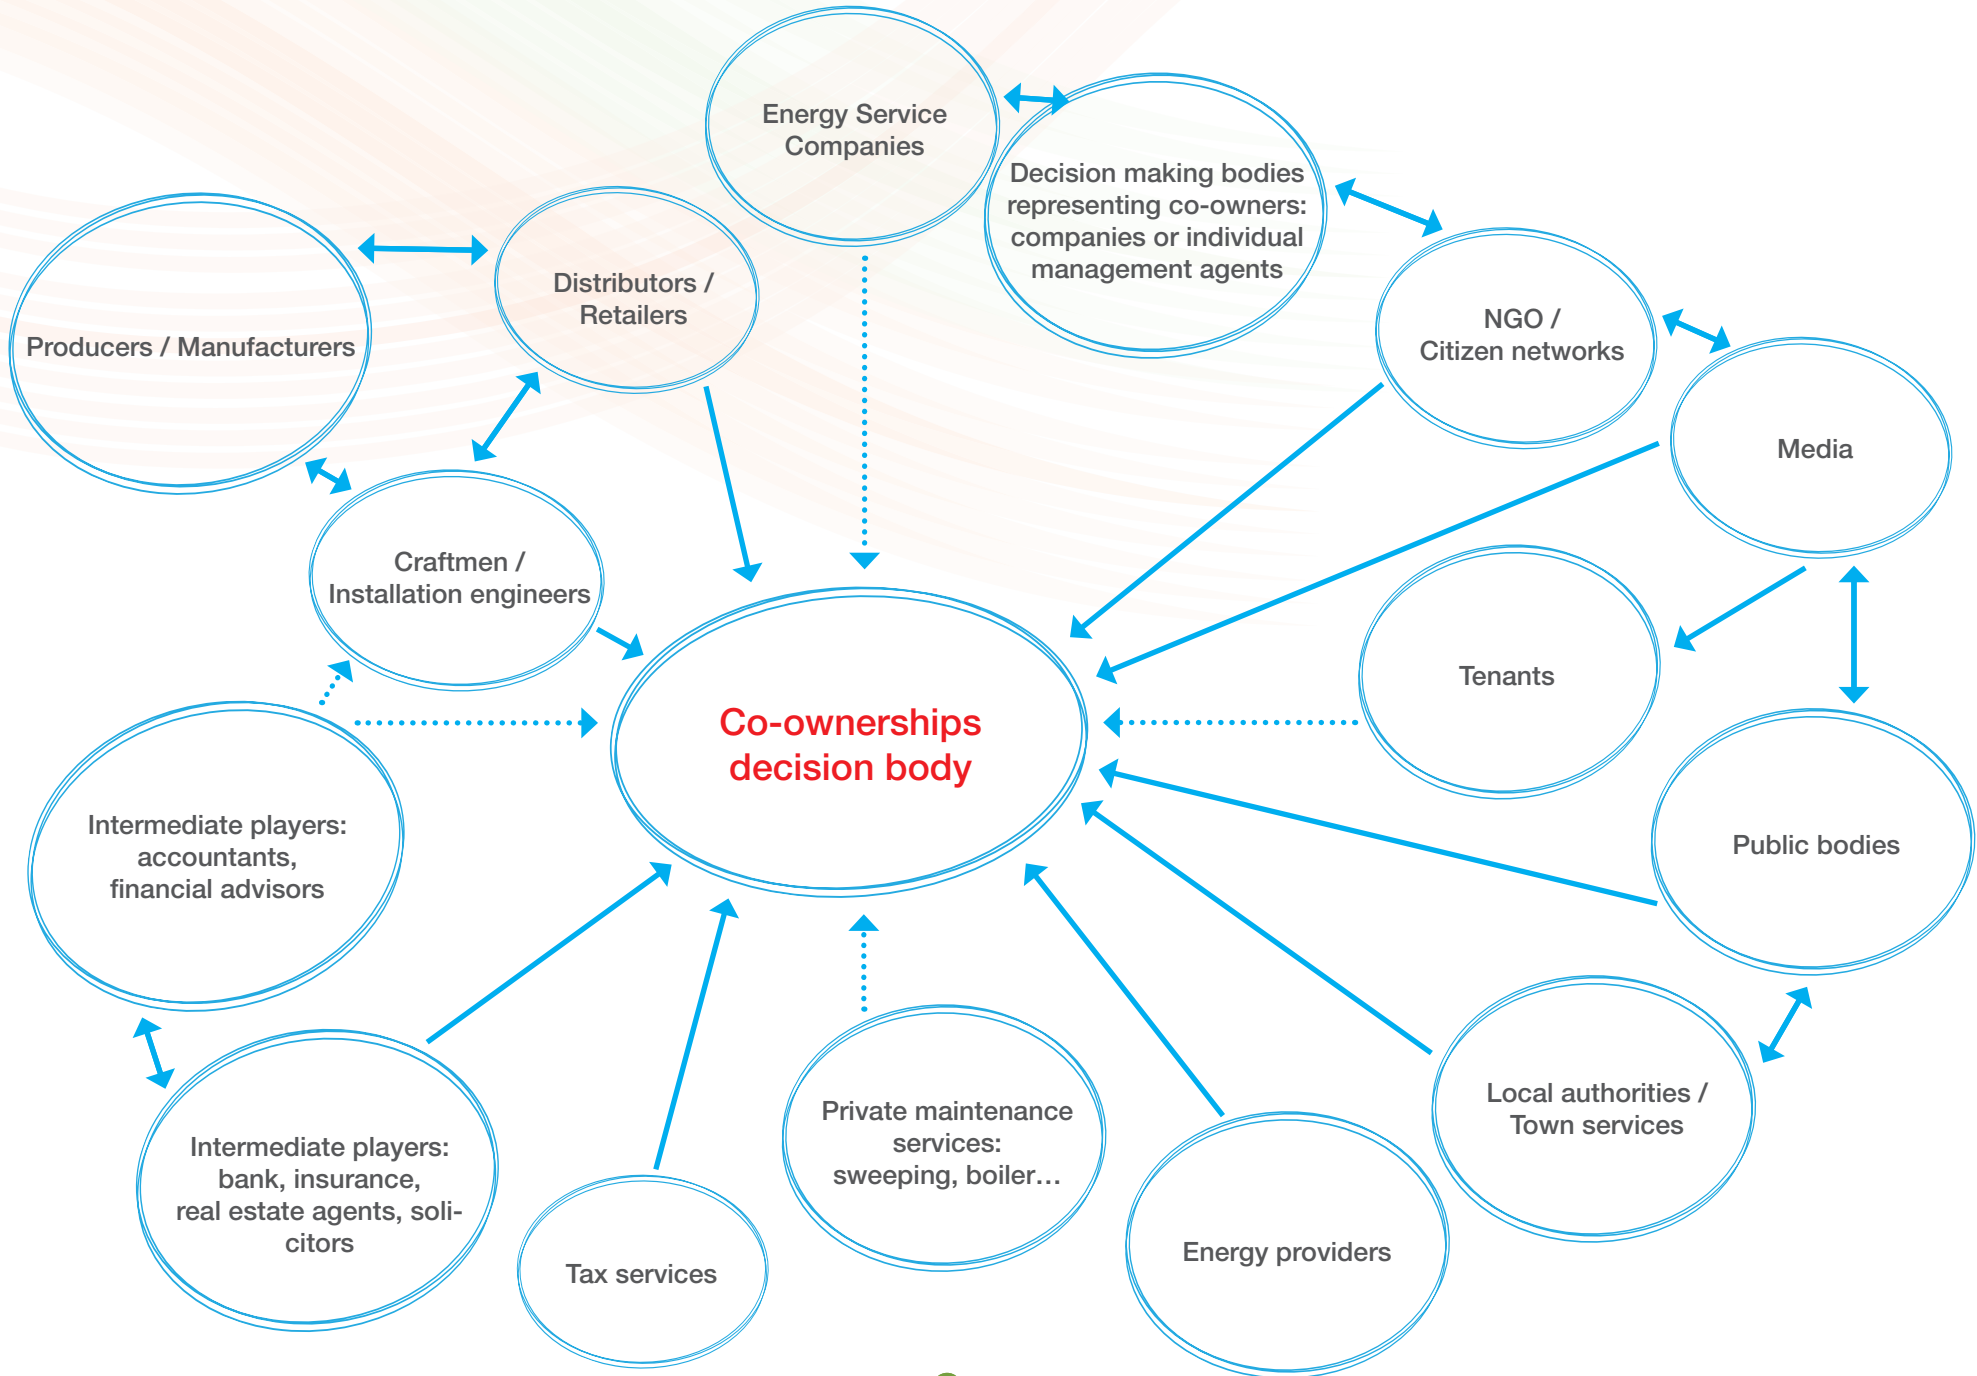 Energy Service
Companies
Decision making bodies
representing co-owners:
companies or individual
management agents
Distributors /
Retailers
NGO /
Citizen networks
Producers / Manufacturers
Media
Craftmen /
Installation engineers
Tenants
Co-ownerships
decision body
Intermediate players:
accountants,
financial advisors
Public bodies
Local authorities /
Town services
Private maintenance
services:
sweeping, boiler…
Intermediate players:
bank, insurance,
real estate agents, soli-
citors
Energy providers
Tax services